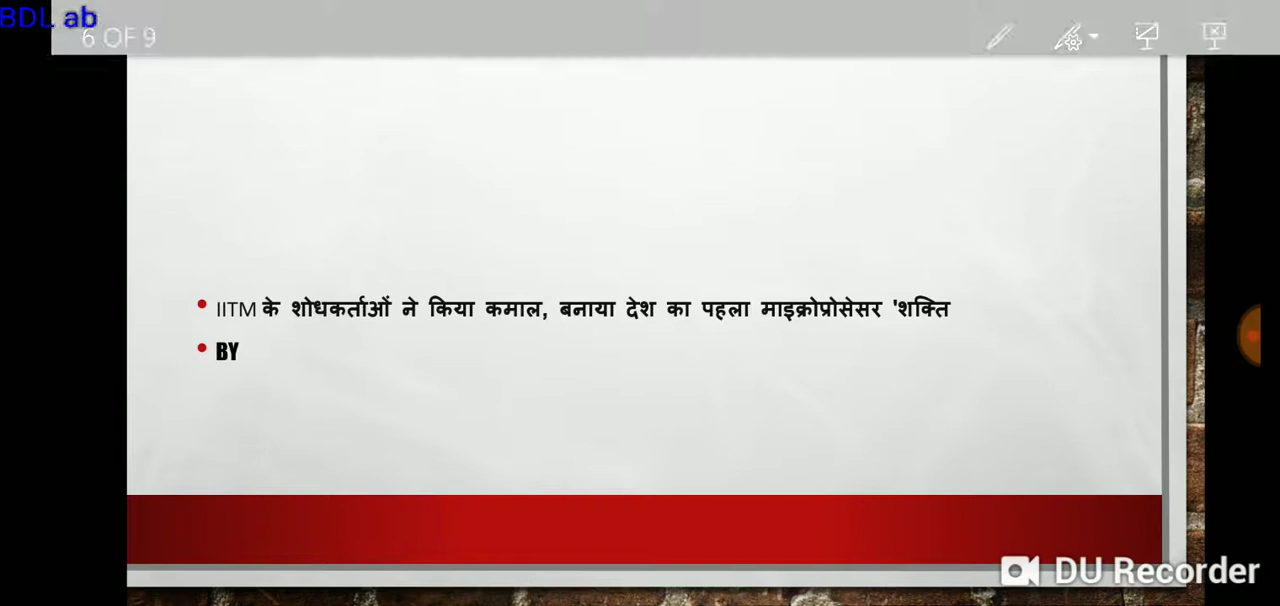 BDL ab
6 OF 9
• IITM के शोधकर्ताओं ने किया कमाल, बनाया देश का पहला माइक्रोप्रोसेसर 'शक्ति
• BY
DU Recorder